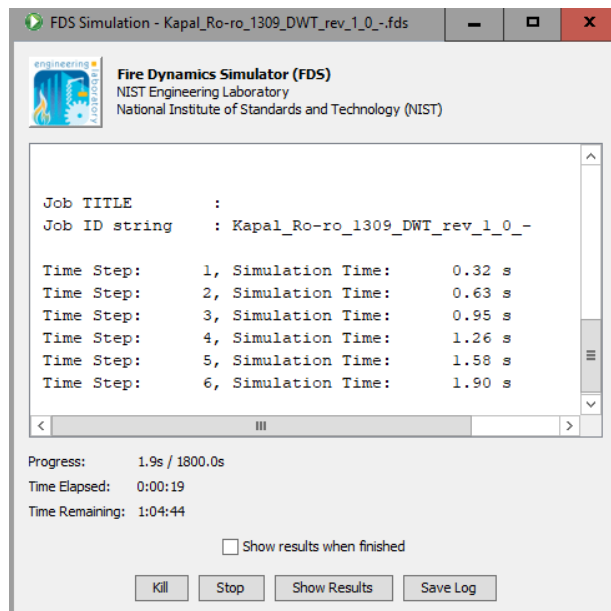 FDS Simulation - Kapal_Ro-ro_1309_DWT_rev_1_0_-.fds
engineering laboratory
Fire Dynamics Simulator (FDS)
NIST Engineering Laboratory
National Institute of Standards and Technology (NIST)
Job TITLE :
Job ID string : Kapal_Ro-ro_1309_DWT_rev_1_0_-
Time Step: 1, Simulation Time: 0.32 s
Time Step: 2, Simulation Time: 0.63 s
Time Step: 3, Simulation Time: 0.95 s
Time Step: 4, Simulation Time: 1.26 s
Time Step: 5, Simulation Time: 1.58 s
Time Step: 6, Simulation Time: 1.90 s
Progress: 1.9s / 1800.0s
Time Elapsed: 0:00:19
Time Remaining: 1:04:44
Show results when finished
Kill Stop Show Results Save Log